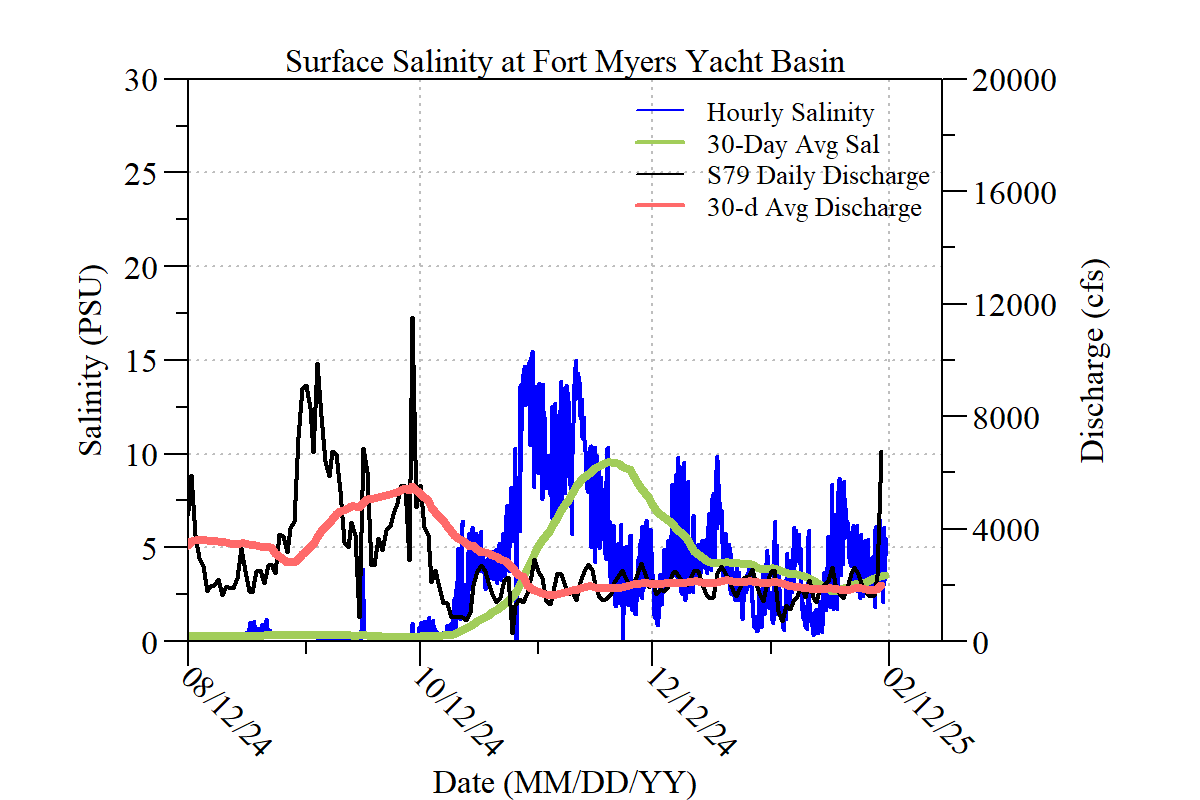 Surface Salinity at Fort Myers Yacht Basin
30
25
20
15
10
5
0
Salinity (PSU)
20000
16000
12000
8000
4000
0
Discharge (cfs)
Hourly Salinity
30-Day Avg Sal
S79 Daily Discharge
30-d Avg Discharge
08/12/24
10/12/24
12/12/24
02/12/25
Date (MM/DD/YY)